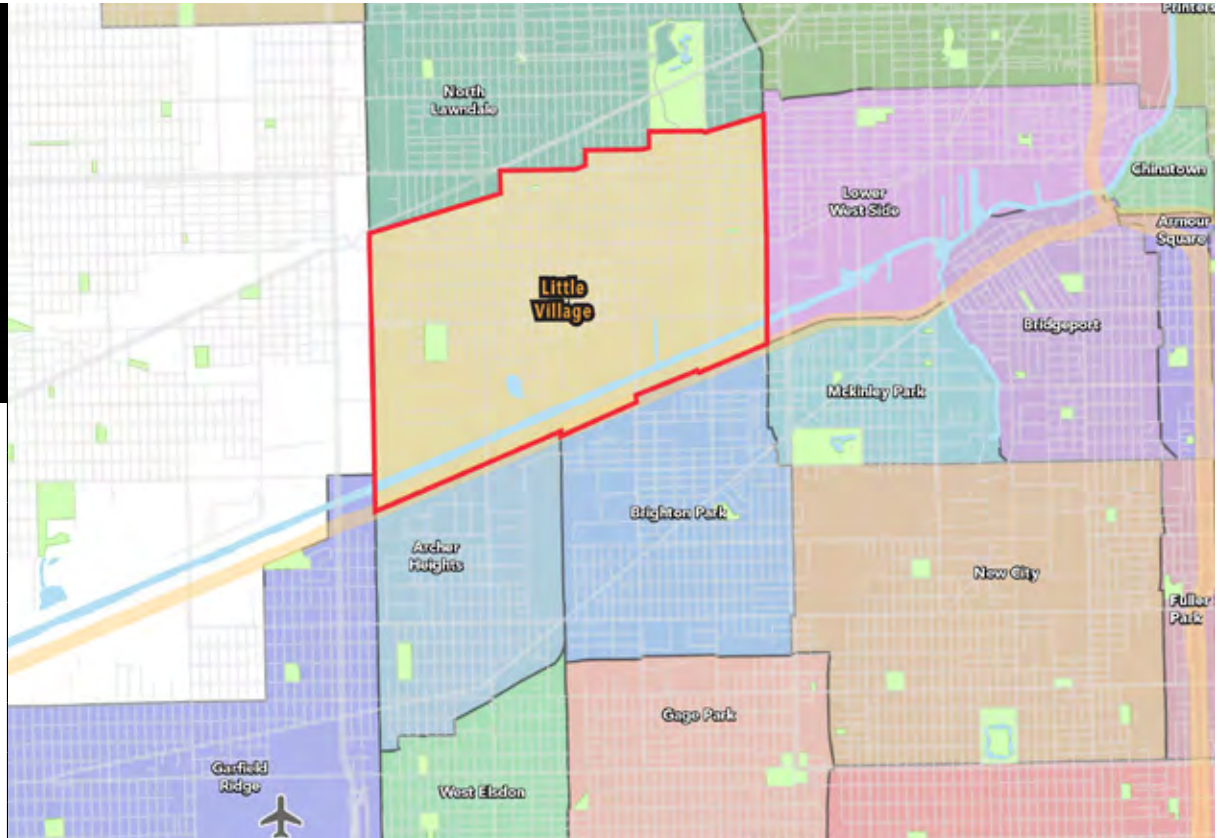 Printers
North
Lawndale
Chinatown
Lower
West Side
Armour
Square
Little
Village
Bridgeport
Mckinley Park
Brighton Park
Archer
Heights
New City
Fuller
Park
Gage Park
Garfield
Ridge
West Elsdon